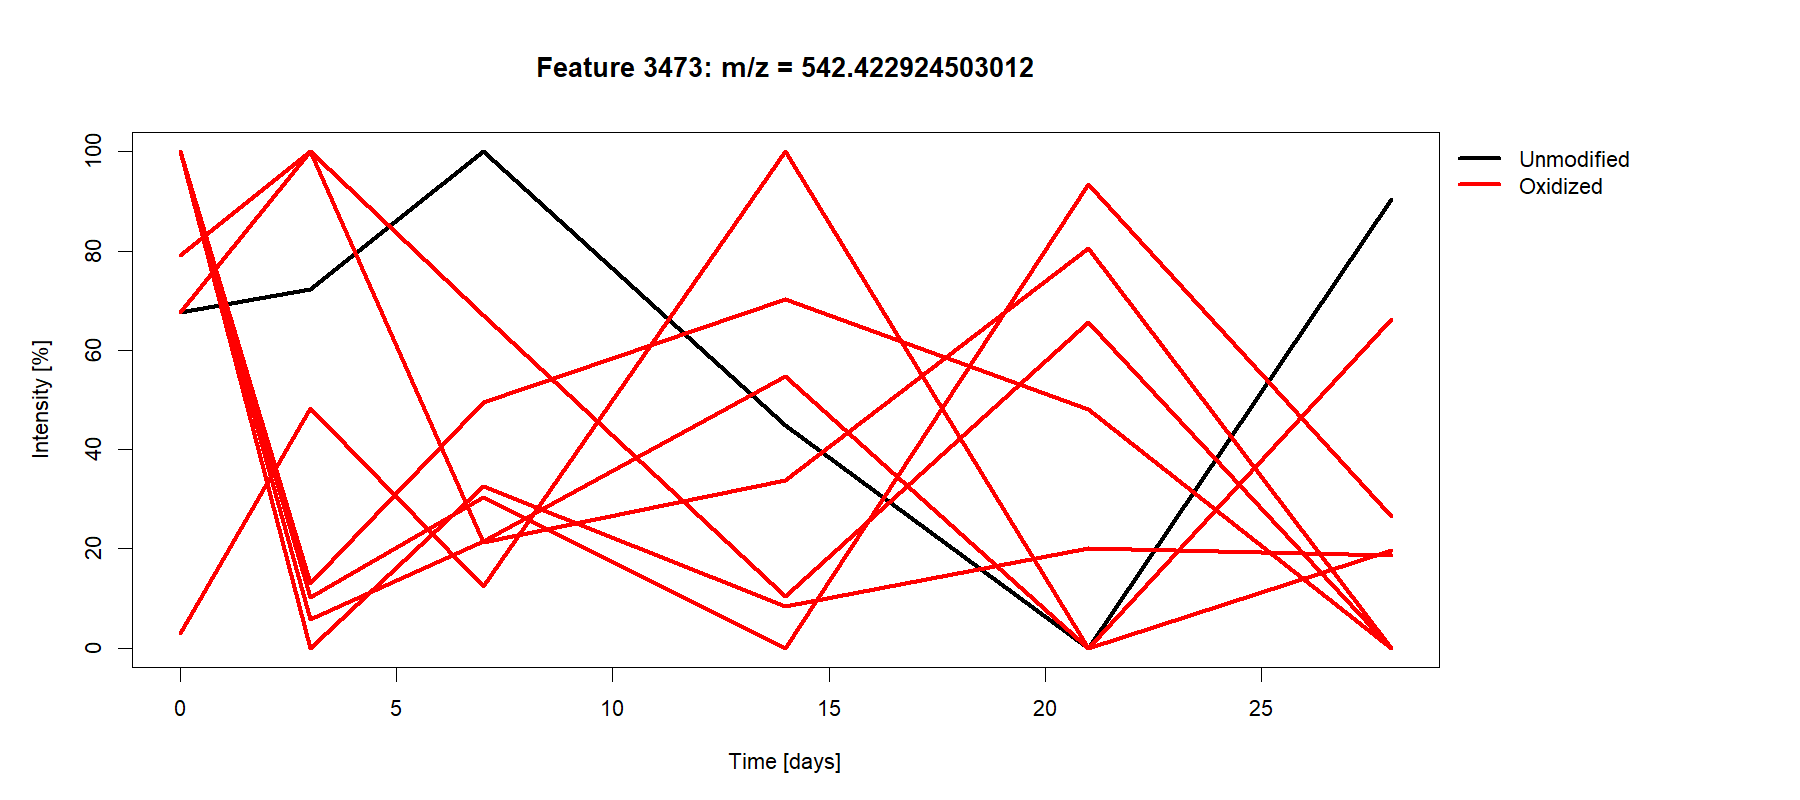 Feature 3473: m/z = 542.422924503012
Unmodified
Oxidized
Intensity [%]
100
80
60
40
20
0
0 5 10 15 20 25
Time [days]